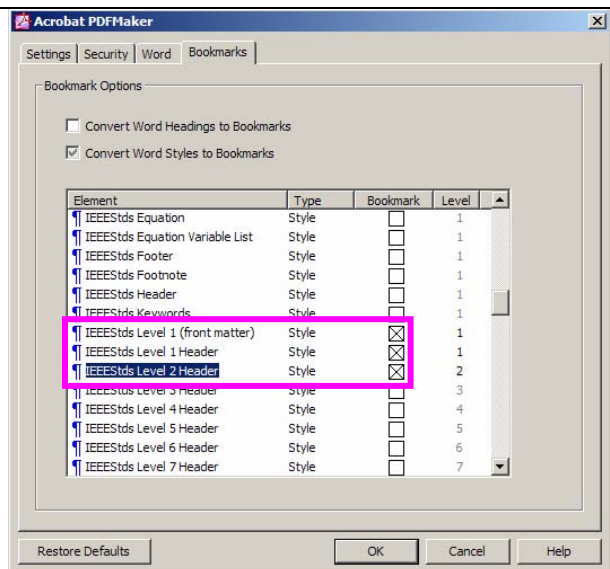 Acrobat PDFMaker
Settings Security Word Bookmarks
Bookmark Options
Convert Word Headings to Bookmarks
Convert Word Styles to Bookmarks
Element Type Bookmark Level
IEEEStds Equation Style 1
IEEEStds Equation Variable List Style 1
IEEEStds Footer Style 1
IEEEStds Footnote Style 1
IEEEStds Header Style 1
IEEEStds Keywords Style 1
IEEEStds Level 1 (front matter) Style 1
IEEEStds Level 1 Header Style 1
IEEEStds Level 2 Header Style 2
IEEEStds Level 3 Header Style 3
IEEEStds Level 4 Header Style 4
IEEEStds Level 5 Header Style 5
IEEEStds Level 6 Header Style 6
IEEEStds Level 7 Header Style 7
Restore Defaults OK Cancel Help